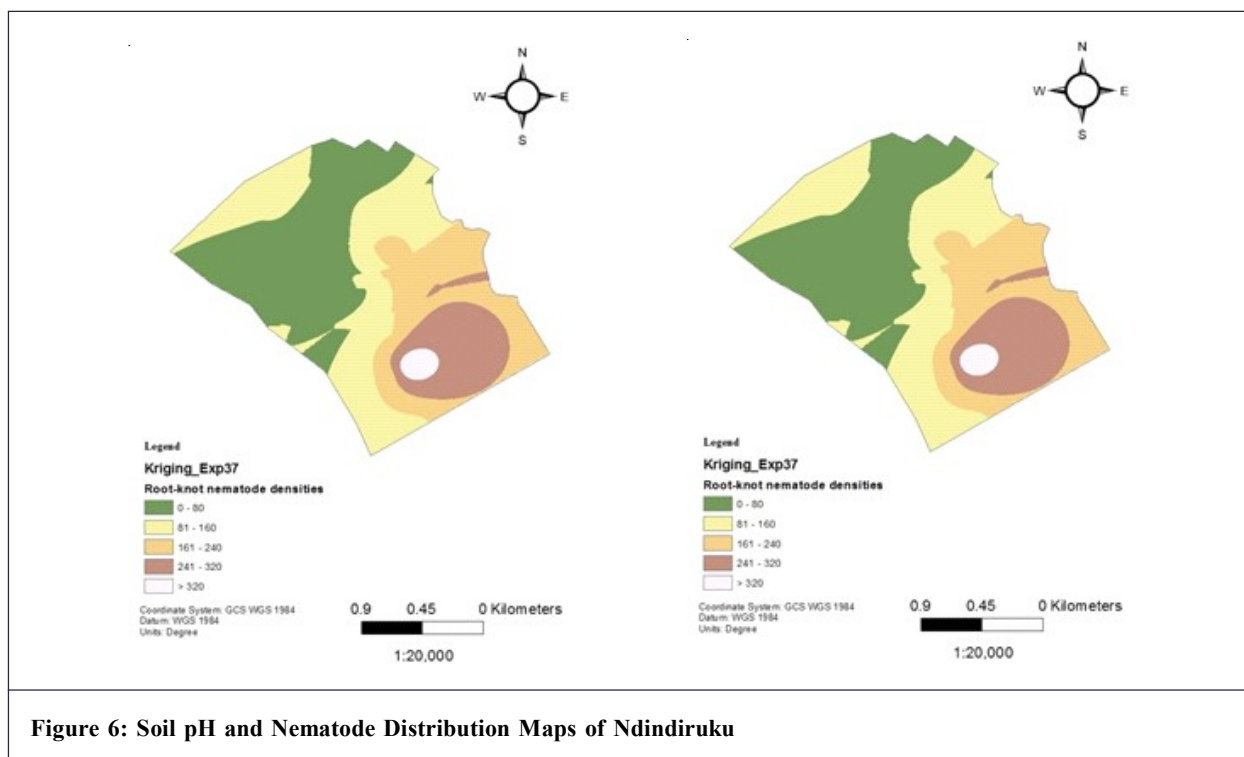 N
W E
S
Legend
Kriging_Exp37
Root-knot nematode densities
0 - 80
81 - 160
161 - 240
241 - 320
> 320
Coordinate System: GCS WGS 1984
Datum: WGS 1984
Units: Degree
0.9 0.45 0 Kilometers
1:20,000
N
W E
S
Legend
Kriging_Exp37
Root-knot nematode densities
0 - 80
81 - 160
161 - 240
241 - 320
> 320
Coordinate System: GCS WGS 1984
Datum: WGS 1984
Units: Degree
0.9 0.45 0 Kilometers
1:20,000
Figure 6: Soil pH and Nematode Distribution Maps of Ndindiruku